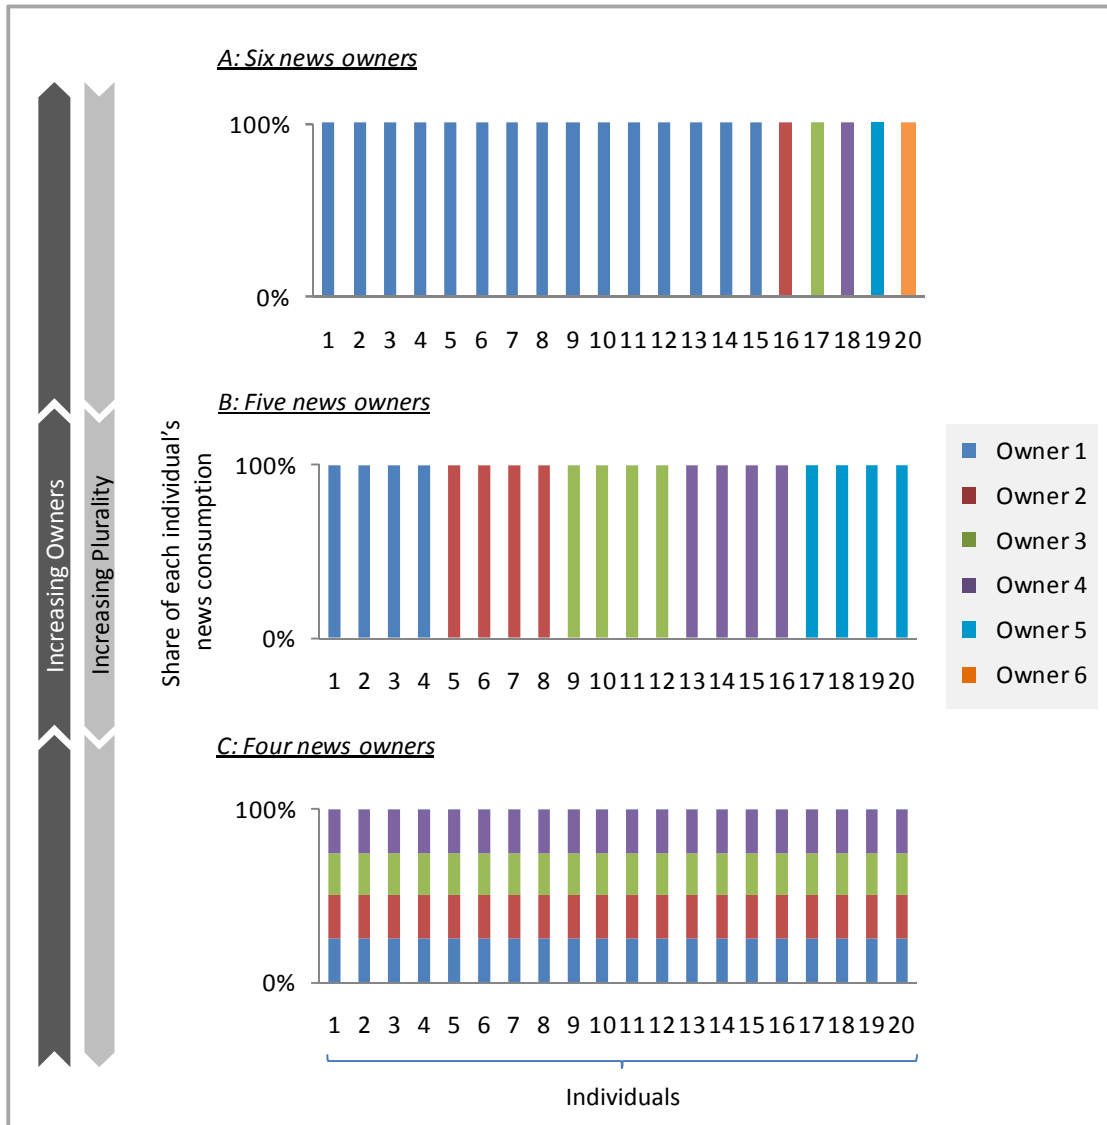 A: Six news owners
100%
0%
1 2 3 4 5 6 7 8 9 10 11 12 13 14 15 16 17 18 19 20
B: Five news owners
100%
0%
1 2 3 4 5 6 7 8 9 10 11 12 13 14 15 16 17 18 19 20
C: Four news owners
100%
0%
1 2 3 4 5 6 7 8 9 10 11 12 13 14 15 16 17 18 19 20
Individuals
Increasing Owners
Increasing Plurality
Share of each individual's
news consumption
Owner 1
Owner 2
Owner 3
Owner 4
Owner 5
Owner 6